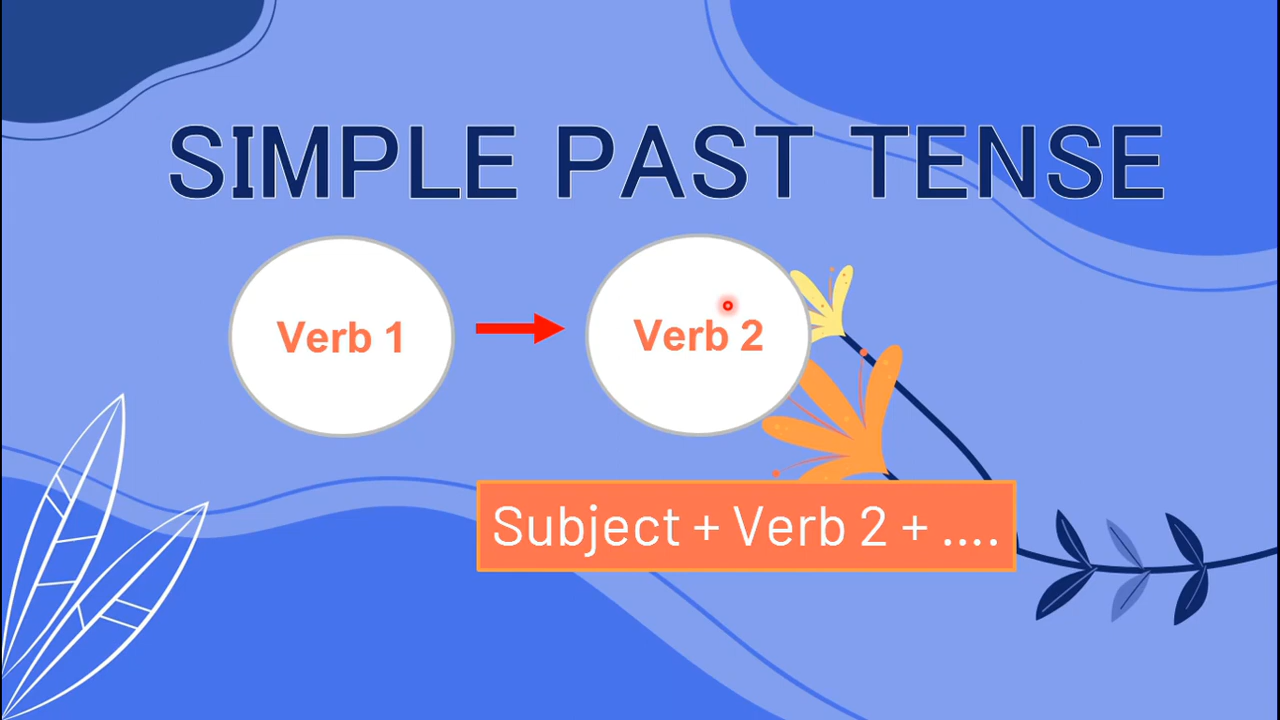 SIMPLE PAST TENSE
Verb 1
Verb 2
Subject + Verb 2 + ....